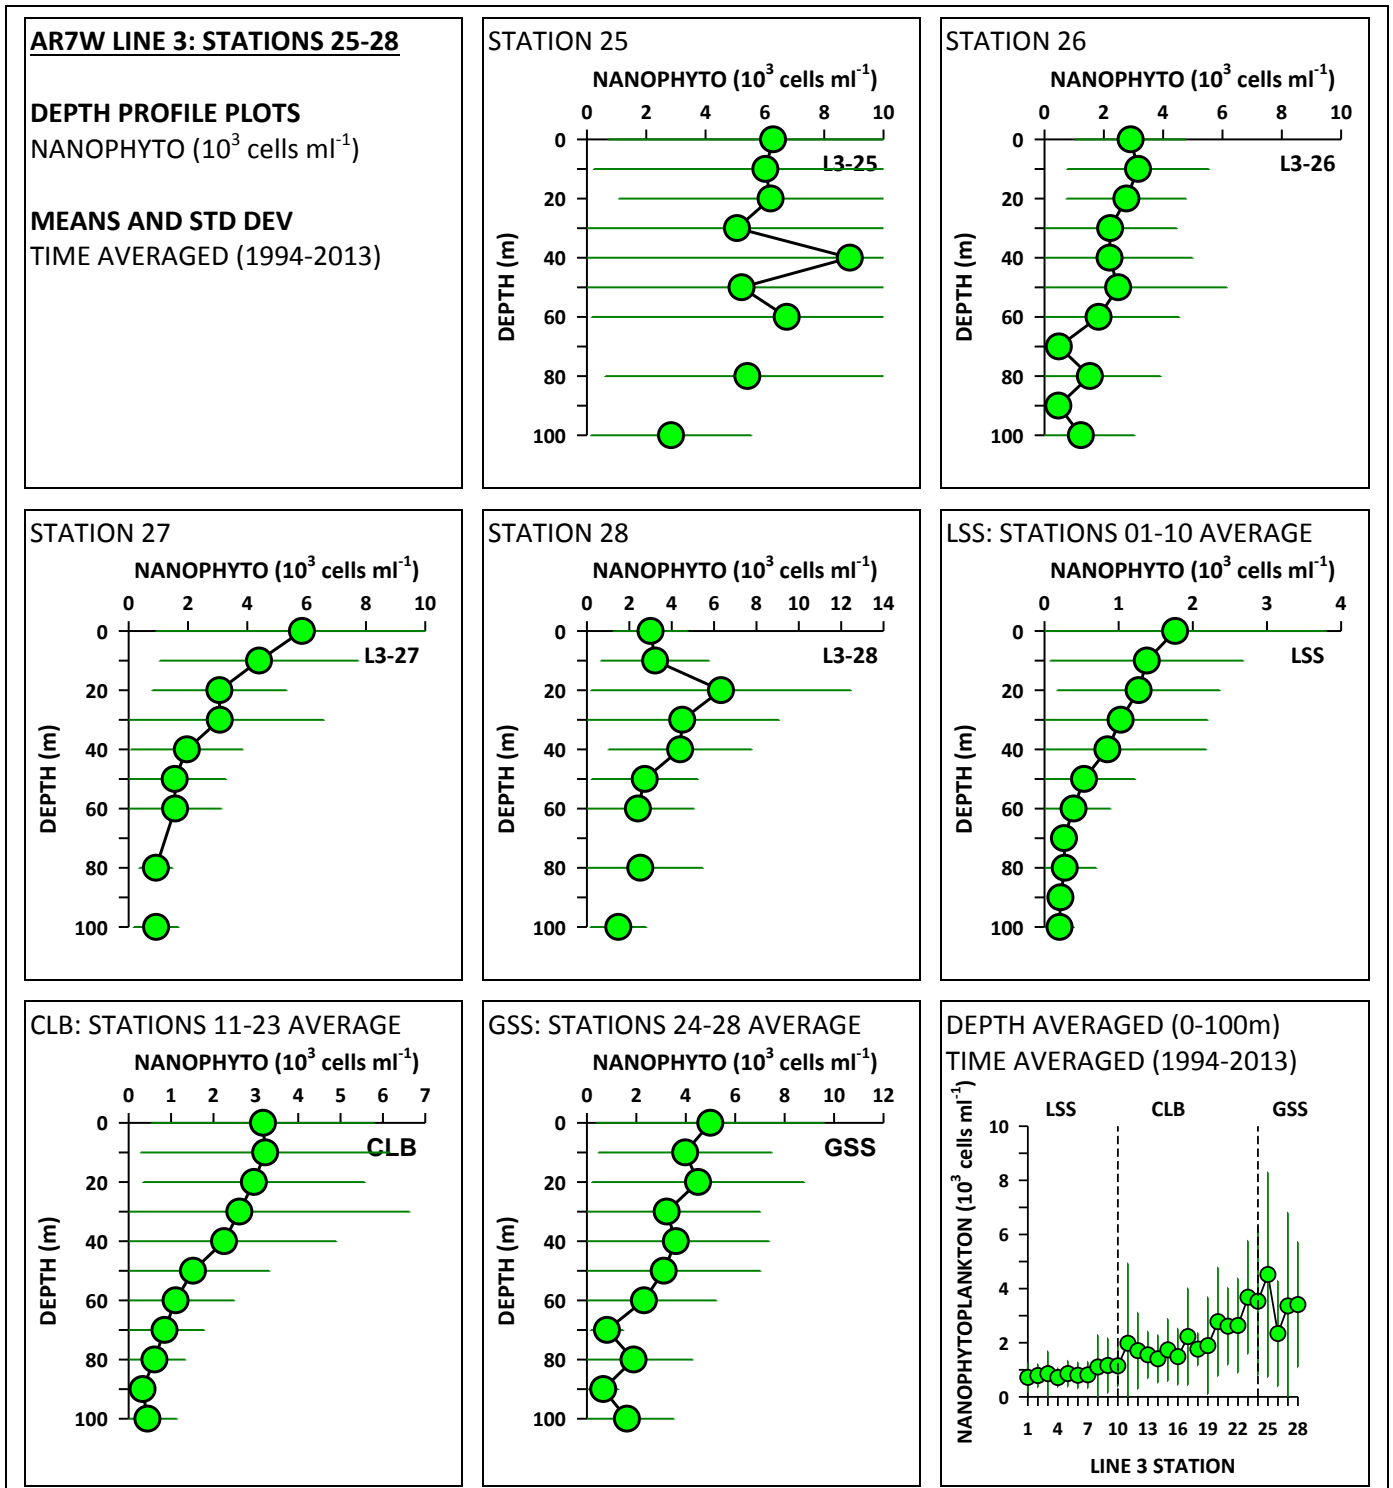 AR7W LINE 3: STATIONS 25-28
DEPTH PROFILE PLOTS
NANOPHYTO (10³ cells ml⁻¹)
MEANS AND STD DEV
TIME AVERAGED (1994-2013)
STATION 25
NANOPHYTO (10³ cells ml⁻¹)
0 2 4 6 8 10
L3-25
DEPTH (m)
0
20
40
60
80
100
STATION 26
NANOPHYTO (10³ cells ml⁻¹)
0 2 4 6 8 10
L3-26
DEPTH (m)
0
20
40
60
80
100
STATION 27
NANOPHYTO (10³ cells ml⁻¹)
0 2 4 6 8 10
L3-27
DEPTH (m)
0
20
40
60
80
100
STATION 28
NANOPHYTO (10³ cells ml⁻¹)
0 2 4 6 8 10 12 14
L3-28
DEPTH (m)
0
20
40
60
80
100
LSS: STATIONS 01-10 AVERAGE
NANOPHYTO (10³ cells ml⁻¹)
0 1 2 3 4
LSS
DEPTH (m)
0
20
40
60
80
100
CLB: STATIONS 11-23 AVERAGE
NANOPHYTO (10³ cells ml⁻¹)
0 1 2 3 4 5 6 7
CLB
DEPTH (m)
0
20
40
60
80
100
GSS: STATIONS 24-28 AVERAGE
NANOPHYTO (10³ cells ml⁻¹)
0 2 4 6 8 10 12
GSS
DEPTH (m)
0
20
40
60
80
100
DEPTH AVERAGED (0-100m)
TIME AVERAGED (1994-2013)
LSS CLB GSS
NANOPHYTOPLANKTON (10³ cells ml⁻¹)
10
8
6
4
2
0
1 4 7 10 13 16 19 22 25 28
LINE 3 STATION